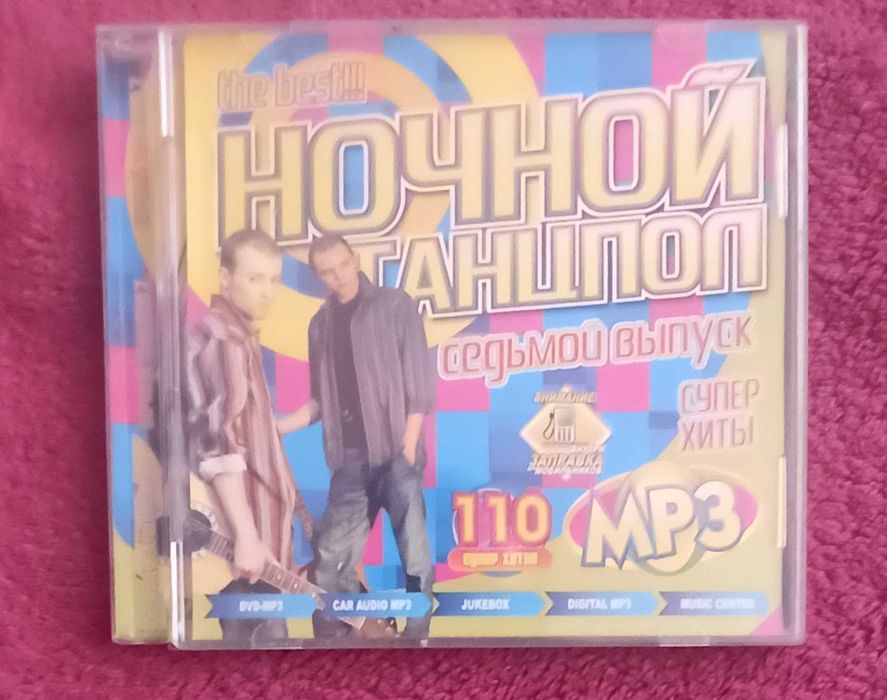 the best!!!
НОЧНОЙ
ТАНЦПОЛ
седьмой выпуск
ВНИМАНИЕ
ЗАПРАВКА
СУПЕР
ХИТЫ
110
СУПЕР ХИТОВ
MP3
DVD-MP3
CAR AUDIO MP3
JUKEBOX
DIGITAL MP3
MUSIC CENTRE